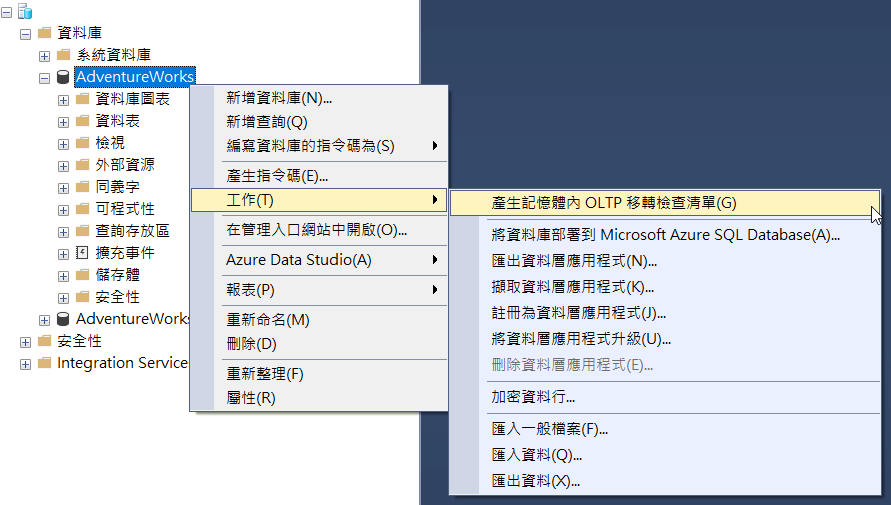 資料庫
系統資料庫
AdventureWorks
資料庫圖表
資料表
檢視
外部資源
同義字
可程式性
查詢存放區
擴充事件
儲存體
安全性
AdventureWorks
安全性
Integration Service
新增資料庫(N)...
新增查詢(Q)
編寫資料庫的指令碼為(S)
產生指令碼(E)...
工作(T)
在管理入口網站中開啟(O)...
Azure Data Studio(A)
報表(P)
重新命名(M)
刪除(D)
重新整理(F)
屬性(R)
產生記憶體內 OLTP 移轉檢查清單(G)
將資料庫部署到 Microsoft Azure SQL Database(A)...
匯出資料層應用程式(N)...
擷取資料層應用程式(K)...
註冊為資料層應用程式(J)...
將資料層應用程式升級(U)...
刪除資料層應用程式(E)...
加密資料行...
匯入一般檔案(F)...
匯入資料(Q)...
匯出資料(X)...